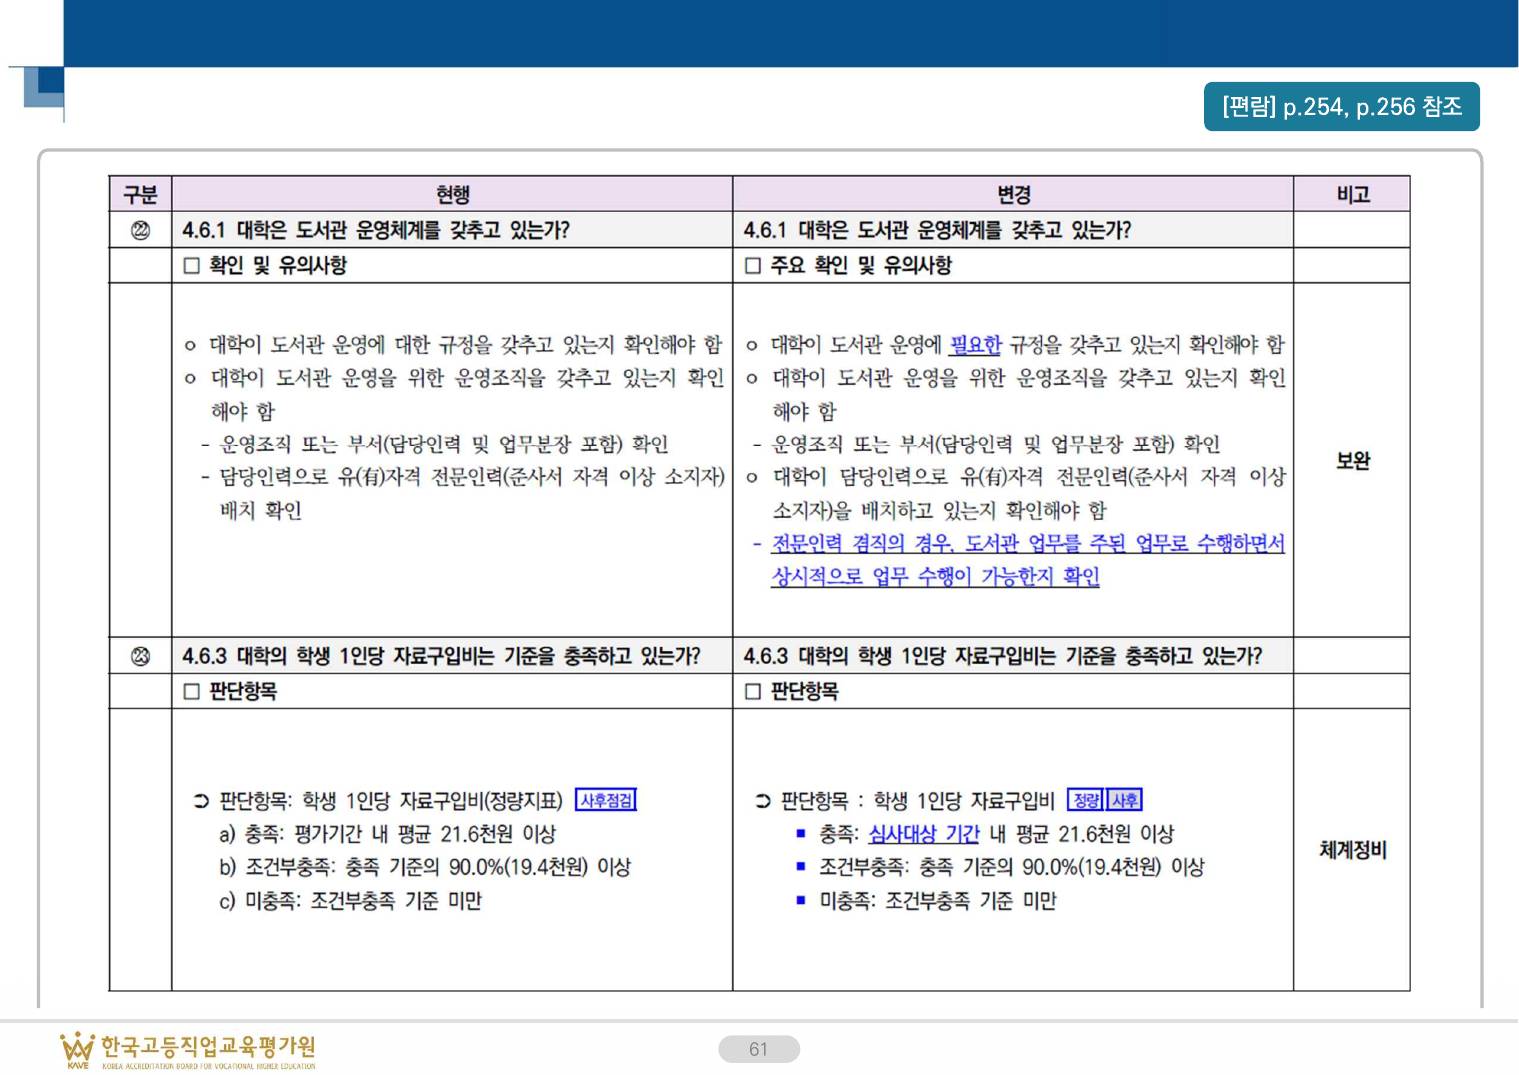 [편람] p.254, p.256 참조
구분 현행 변경 비고
㉒ 4.6.1 대학은 도서관 운영체계를 갖추고 있는가? 4.6.1 대학은 도서관 운영체계를 갖추고 있는가?
□ 확인 및 유의사항 □ 주요 확인 및 유의사항
o 대학이 도서관 운영에 대한 규정을 갖추고 있는지 확인해야 함
o 대학이 도서관 운영을 위한 운영조직을 갖추고 있는지 확인
해야 함
- 운영조직 또는 부서(담당인력 및 업무분장 포함) 확인
- 담당인력으로 유(有)자격 전문인력(준사서 자격 이상 소지자)
배치 확인
o 대학이 도서관 운영에 필요한 규정을 갖추고 있는지 확인해야 함
o 대학이 도서관 운영을 위한 운영조직을 갖추고 있는지 확인
해야 함
- 운영조직 또는 부서(담당인력 및 업무분장 포함) 확인
o 대학이 담당인력으로 유(有)자격 전문인력(준사서 자격 이상
소지자)을 배치하고 있는지 확인해야 함
- 전문인력 겸직의 경우, 도서관 업무를 주된 업무로 수행하면서
상시적으로 업무 수행이 가능한지 확인
보완
㉓ 4.6.3 대학의 학생 1인당 자료구입비는 기준을 충족하고 있는가? 4.6.3 대학의 학생 1인당 자료구입비는 기준을 충족하고 있는가?
□ 판단항목 □ 판단항목
➲ 판단항목: 학생 1인당 자료구입비(정량지표) 사후점검
a) 충족: 평가기간 내 평균 21.6천원 이상
b) 조건부충족: 충족 기준의 90.0%(19.4천원) 이상
c) 미충족: 조건부충족 기준 미만
➲ 판단항목 : 학생 1인당 자료구입비 정량 사후
■ 충족: 심사대상 기간 내 평균 21.6천원 이상
■ 조건부충족: 충족 기준의 90.0%(19.4천원) 이상
■ 미충족: 조건부충족 기준 미만
체계정비
KAVE 한국고등직업교육평가원
KOREA ACCREDITATION BOARD FOR VOCATIONAL HIGHER EDUCATION
61